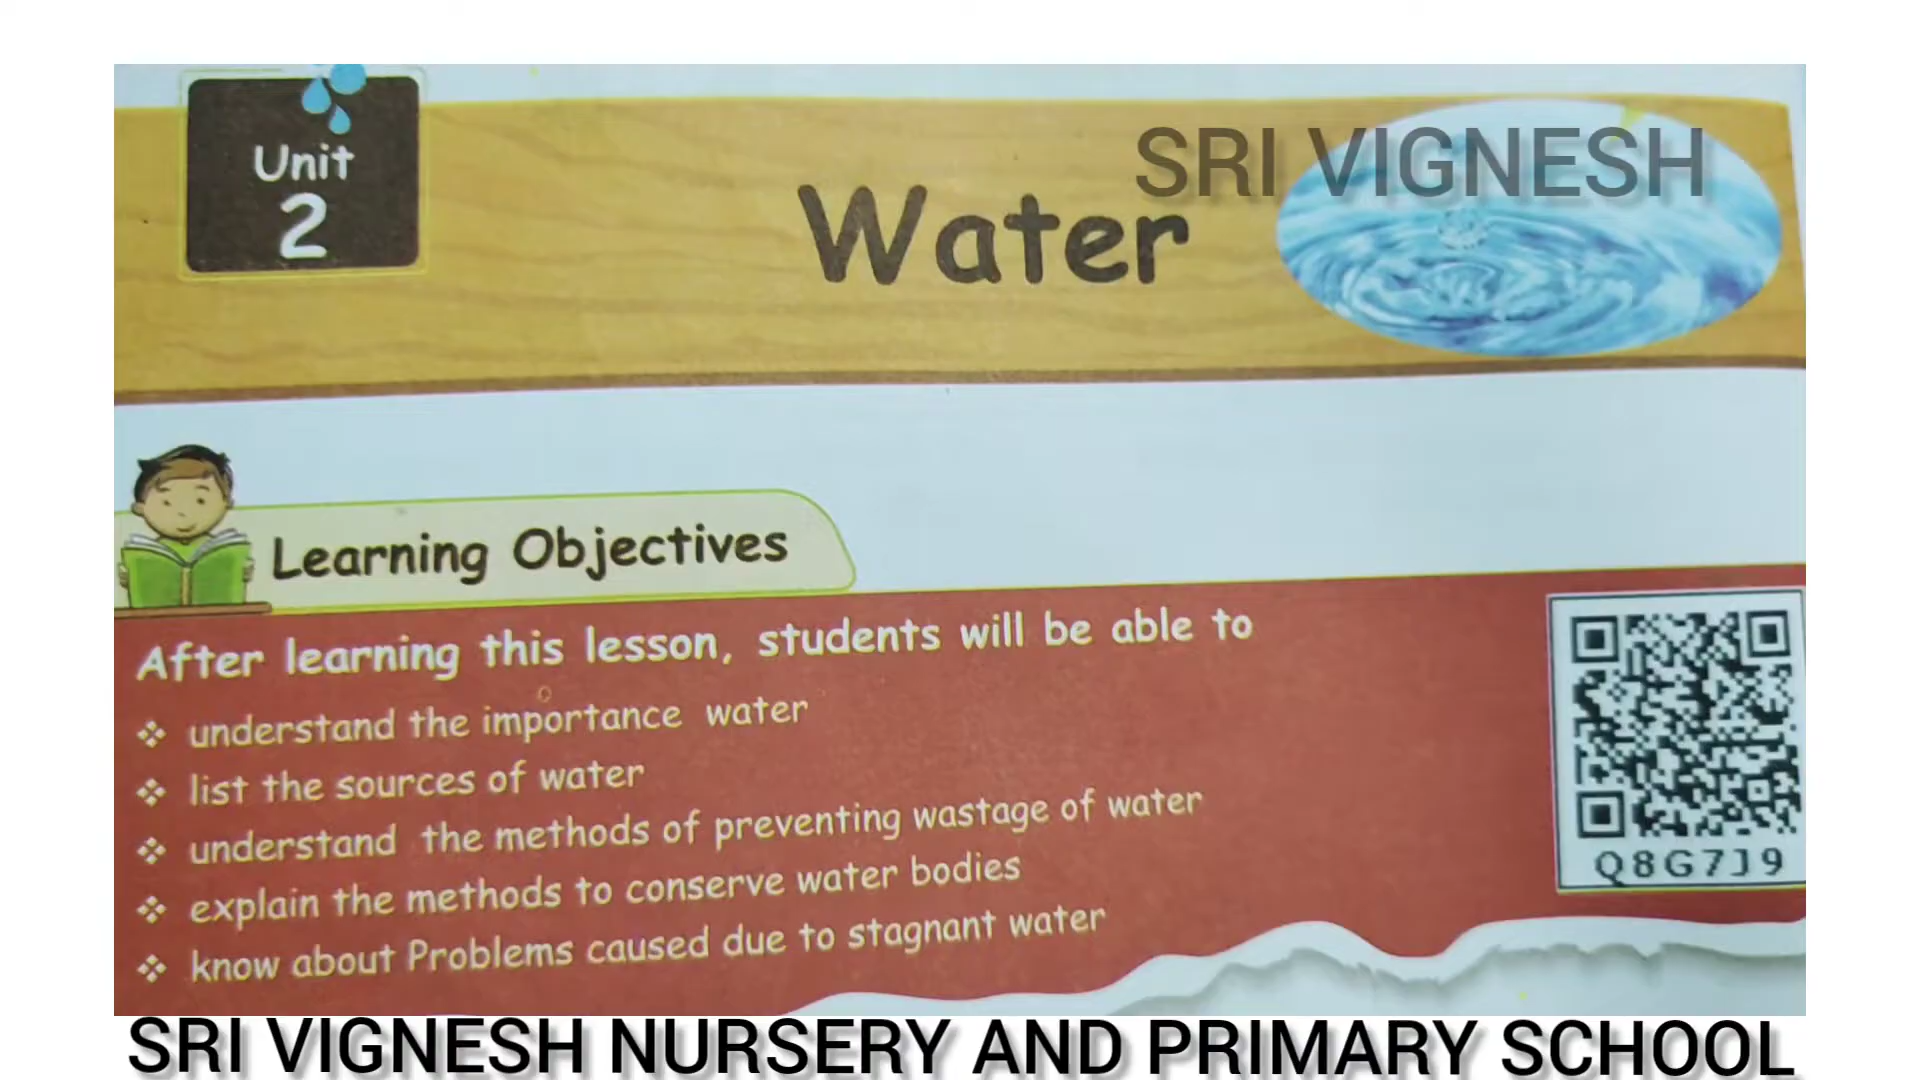 Unit
2
SRI VIGNESH
Water
Learning Objectives
After learning this lesson, students will be able to
❖ understand the importance water
❖ list the sources of water
❖ understand the methods of preventing wastage of water
❖ explain the methods to conserve water bodies
❖ know about Problems caused due to stagnant water
Q8G7J9
SRI VIGNESH NURSERY AND PRIMARY SCHOOL